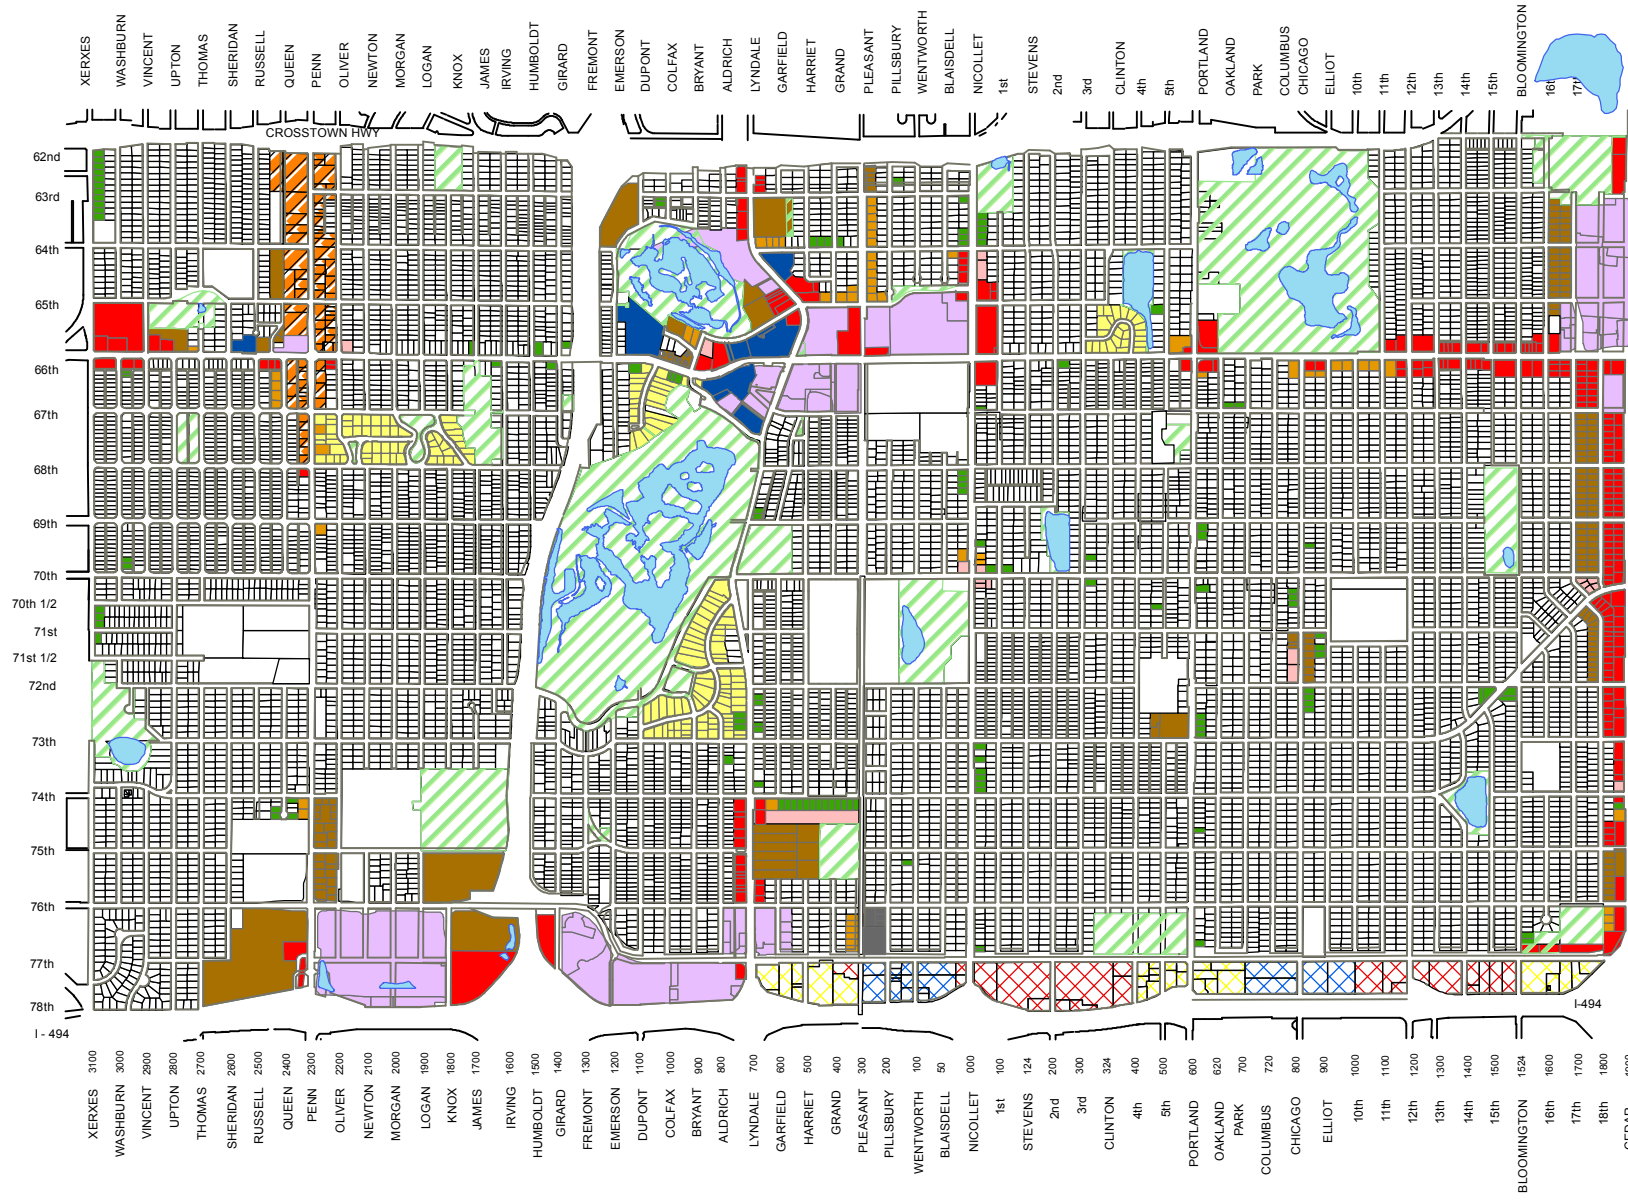 XERXES
WASHBURN
VINCENT
UPTON
THOMAS
SHERIDAN
RUSSELL
QUEEN
PENN
OLIVER
NEWTON
MORGAN
LOGAN
KNOX
JAMES
IRVING
HUMBOLDT
GIRARD
FREMONT
EMERSON
DUPONT
COLFAX
BRYANT
ALDRICH
LYNDALE
GARFIELD
HARRIET
GRAND
PLEASANT
PILLSBURY
WENTWORTH
BLAISDELL
NICOLLET
1st
STEVENS
2nd
3rd
CLINTON
4th
5th
PORTLAND
OAKLAND
PARK
COLUMBUS
CHICAGO
ELLIOT
10th
11th
12th
13th
14th
15th
BLOOMINGTON
16th
CROSSTOWN HWY
62nd
63rd
64th
65th
66th
67th
68th
69th
70th
70th 1/2
71st
71st 1/2
72nd
73th
74th
75th
76th
77th
78th
I-494
I - 494
3100
3000
2900
2800
2700
2600
2500
2400
2300
2200
2100
2000
1900
1800
1700
1600
1500
1400
1300
1200
1100
1000
900
800
700
600
500
400
300
200
100
50
000
100
124
200
300
324
400
500
600
620
700
720
800
900
1000
1100
1200
1300
1400
1500
1524
1600
1700
1800
XERXES
WASHBURN
VINCENT
UPTON
THOMAS
SHERIDAN
RUSSELL
QUEEN
PENN
OLIVER
NEWTON
MORGAN
LOGAN
KNOX
JAMES
IRVING
HUMBOLDT
GIRARD
FREMONT
EMERSON
DUPONT
COLFAX
BRYANT
ALDRICH
LYNDALE
GARFIELD
HARRIET
GRAND
PLEASANT
PILLSBURY
WENTWORTH
BLAISDELL
NICOLLET
1st
STEVENS
2nd
3rd
CLINTON
4th
5th
PORTLAND
OAKLAND
PARK
COLUMBUS
CHICAGO
ELLIOT
10th
11th
12th
13th
14th
15th
BLOOMINGTON
16th
17th
18th